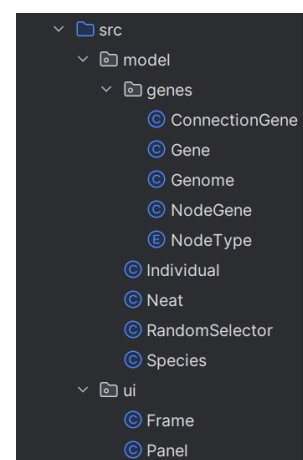 src
model
genes
C ConnectionGene
C Gene
C Genome
C NodeGene
E NodeType
C Individual
C Neat
C RandomSelector
C Species
ui
C Frame
C Panel